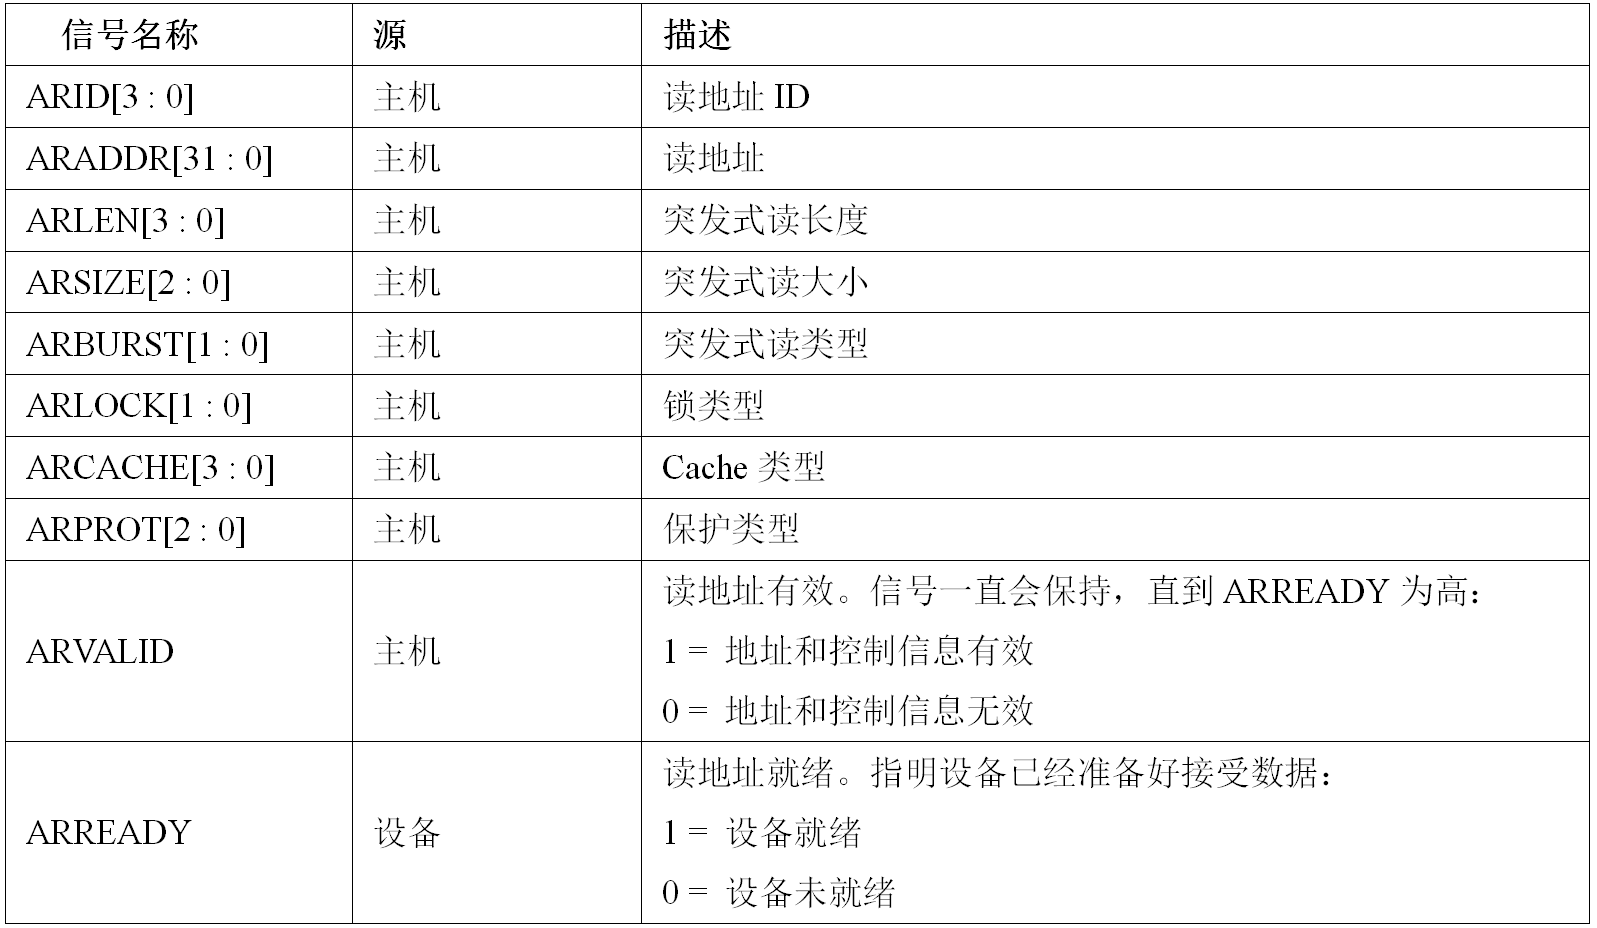 信号名称 源 描述
ARID[3 : 0] 主机 读地址 ID
ARADDR[31 : 0] 主机 读地址
ARLEN[3 : 0] 主机 突发式读长度
ARSIZE[2 : 0] 主机 突发式读大小
ARBURST[1 : 0] 主机 突发式读类型
ARLOCK[1 : 0] 主机 锁类型
ARCACHE[3 : 0] 主机 Cache 类型
ARPROT[2 : 0] 主机 保护类型
ARVALID 主机 读地址有效。信号一直会保持，直到 ARREADY 为高：
1 = 地址和控制信息有效
0 = 地址和控制信息无效
ARREADY 设备 读地址就绪。指明设备已经准备好接受数据：
1 = 设备就绪
0 = 设备未就绪